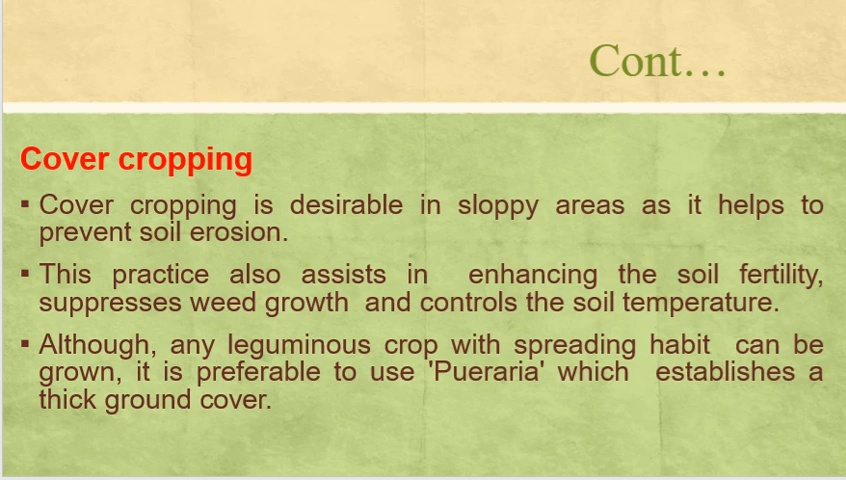 Cont…
Cover cropping
▪ Cover cropping is desirable in sloppy areas as it helps to
prevent soil erosion.
▪ This practice also assists in enhancing the soil fertility,
suppresses weed growth and controls the soil temperature.
▪ Although, any leguminous crop with spreading habit can be
grown, it is preferable to use 'Pueraria' which establishes a
thick ground cover.